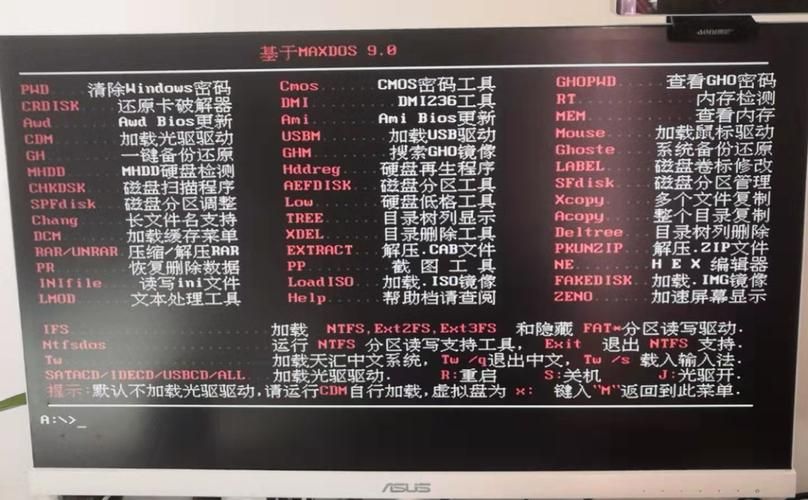 基于MAXDOS 9.0
PWD 清除Windows密码 Cmos CMOS密码工具 GHOPWD 查看GHO密码
CRDISK 还原卡破解器 DMI DMI236工具 RT 内存检测
Awd Awd Bios更新 Ami Ami Bios更新 MEM 查看内存
CDM 加载光驱驱动 USBM 加载USB驱动 Mouse 加载鼠标驱动
GH 一键备份还原 GHM 搜索GHO镜像 Ghoste 系统备份还原
MHDD MHDD硬盘检测 Hddreg 硬盘再生程序 LABEL 磁盘卷标修改
CHKDSK 磁盘扫描程序 AEFDISK 磁盘分区工具 SFdisk 磁盘分区管理
SPFdisk 磁盘分区调整 Low 硬盘低格工具 Xcopy 多个文件复制
Chang 长文件名支持 TREE 目录树列显示 Acopy 整个目录复制
DCM 加载缓存菜单 XDEL 目录删除工具 Deltree 目录树列删除
RAR/UNRAR 压缩/解压RAR EXTRACT 解压.CAB文件 PKUNZIP 解压.ZIP文件
PR 恢复删除数据 PP 截 图 工 具 NE H E X 编辑器
INIfile 读写ini文件 LoadISO 加载.ISO镜像 FAKEDISK 加载.IMG镜像
LMOD 文本处理工具 Help 帮助档请查阅 ZENO 加速屏幕显示
IFS 加载 NTFS,Ext2FS,Ext3FS 和隐藏 FAT*分区读写驱动.
Ntfsdos 运行 NTFS 分区读写支持工具, Exit 退出 NTFS 支持.
Tw 加载天汇中文系统, Tw /q退出中文, Tw /s 载入输入法.
SATACD/IDECD/USBCD/ALL 加载光驱驱动. R:重启 S:关机 J:光驱开.
提示:默认不加载光驱驱动,请运行CDM自行加载,虚拟盘为 x: 键入"M"返回到此菜单.
A:\>_
ASUS